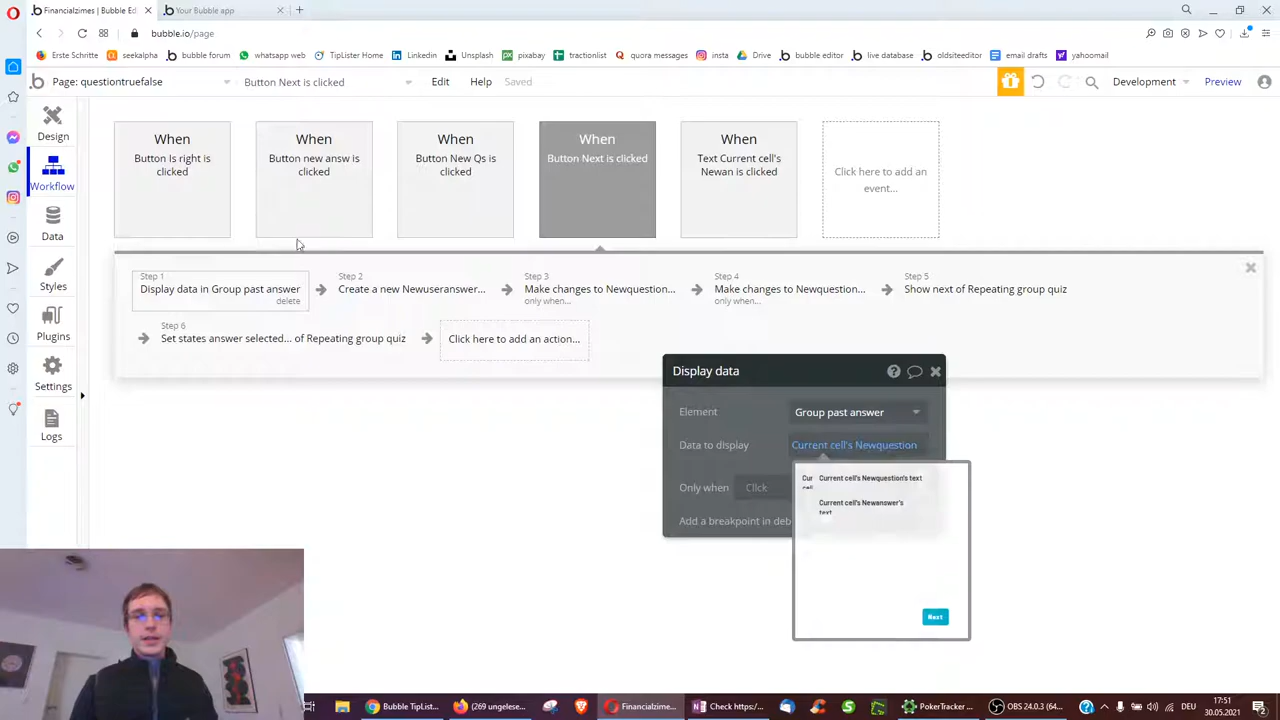 Financialzimes | Bubble Ed
Your Bubble app
bubble.io/page
Erste Schritte
seekalpha
bubble forum
whatsapp web
TipLister Home
Linkedin
Unsplash
pixabay
tractionlist
quora messages
insta
Drive
bubble editor
live database
oldsiteeditor
email drafts
yahoomail
Page: questiontruefalse
Button Next is clicked
Edit
Help
Saved
Development
Preview
Design
Workflow
Data
Styles
Plugins
Settings
Logs
When
Button Is right is
clicked
When
Button new answ is
clicked
When
Button New Qs is
clicked
When
Button Next is clicked
When
Text Current cell's
Newan is clicked
Click here to add an
event...
Step 1
Display data in Group past answer
delete
Step 2
Create a new Newuseranswer...
Step 3
Make changes to Newquestion...
only when...
Step 4
Make changes to Newquestion...
only when...
Step 5
Show next of Repeating group quiz
Step 6
Set states answer selected... of Repeating group quiz
Click here to add an action...
Display data
Element
Group past answer
Data to display
Current cell's Newquestion
Only when
Click
Add a breakpoint in deb
Cur
Current cell's Newquestion's text
Current cell's Newanswer's
text
Next
Bubble TipList...
(269 ungelese...
Financialzimes...
Check https:/...
PokerTracker ...
OBS 24.0.3 (64...
DEU
17:51
30.05.2021
2